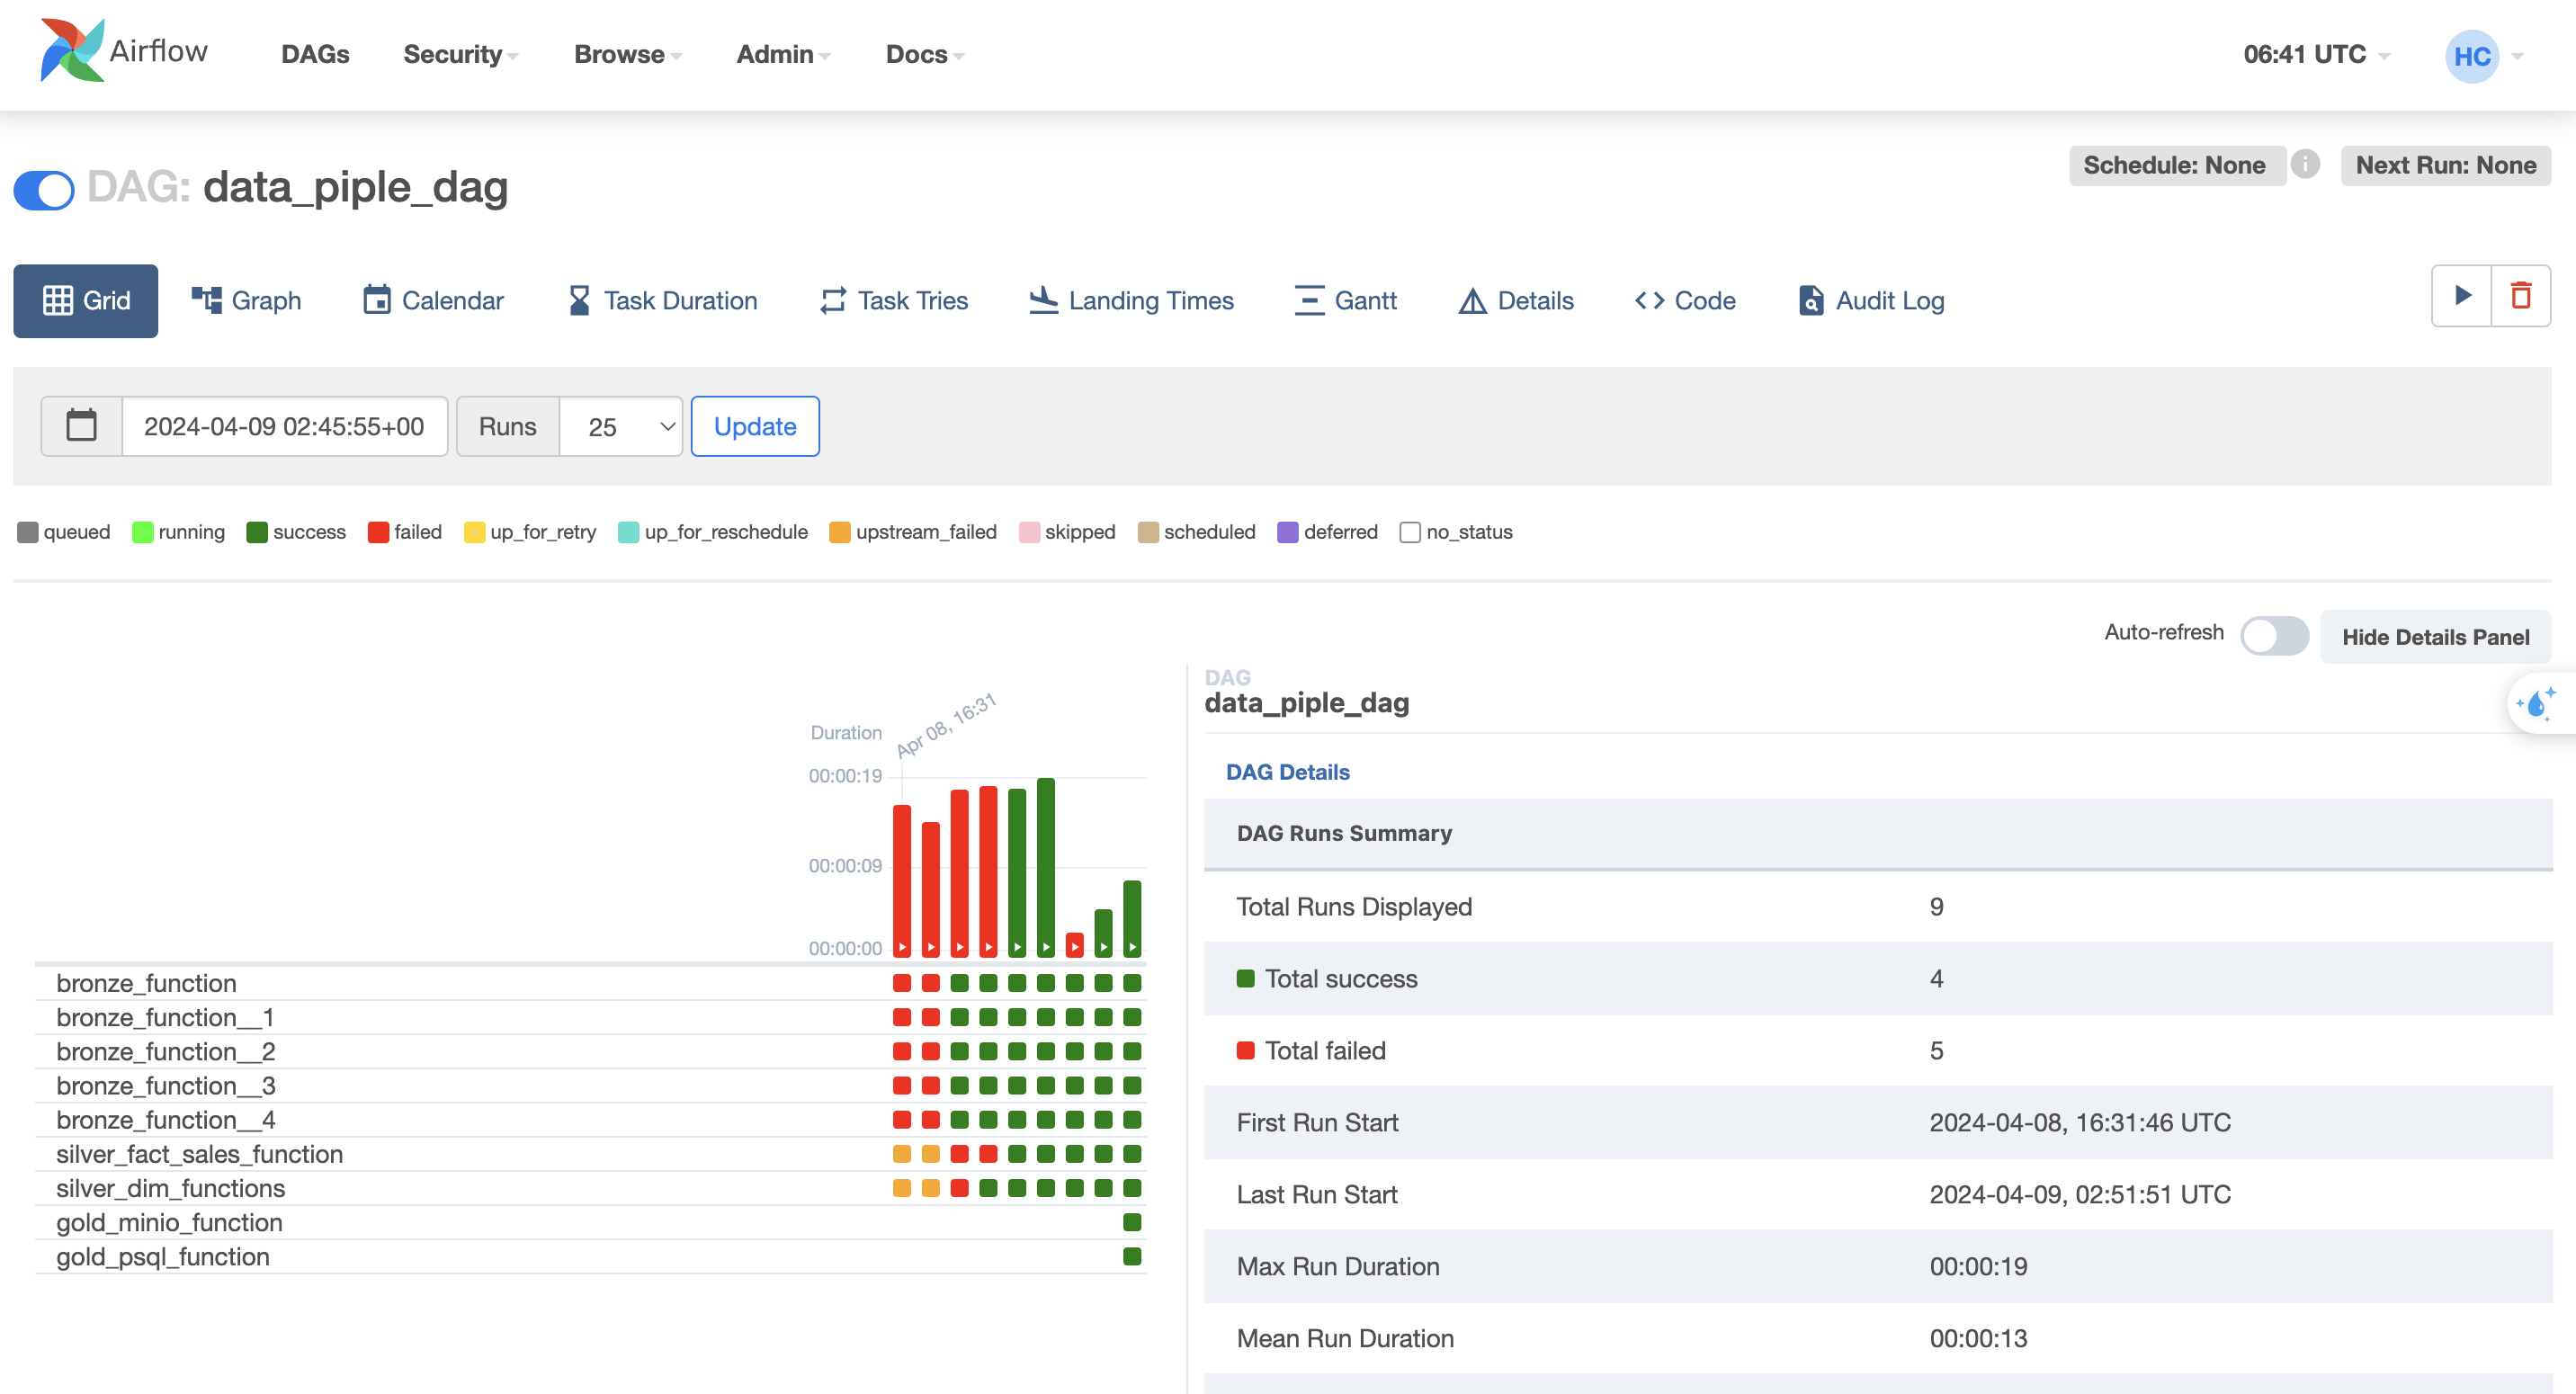 Airflow DAGs Security Browse Admin Docs 06:41 UTC HC
Schedule: None Next Run: None
DAG: data_piple_dag
Grid Graph Calendar Task Duration Task Tries Landing Times Gantt Details Code Audit Log
2024-04-09 02:45:55+00 Runs 25 Update
queued running success failed up_for_retry up_for_reschedule upstream_failed skipped scheduled deferred no_status
Auto-refresh Hide Details Panel
Duration
Apr 08, 16:31
00:00:19
00:00:09
00:00:00
bronze_function
bronze_function__1
bronze_function__2
bronze_function__3
bronze_function__4
silver_fact_sales_function
silver_dim_functions
gold_minio_function
gold_psql_function
DAG
data_piple_dag
DAG Details
DAG Runs Summary
Total Runs Displayed 9
Total success 4
Total failed 5
First Run Start 2024-04-08, 16:31:46 UTC
Last Run Start 2024-04-09, 02:51:51 UTC
Max Run Duration 00:00:19
Mean Run Duration 00:00:13